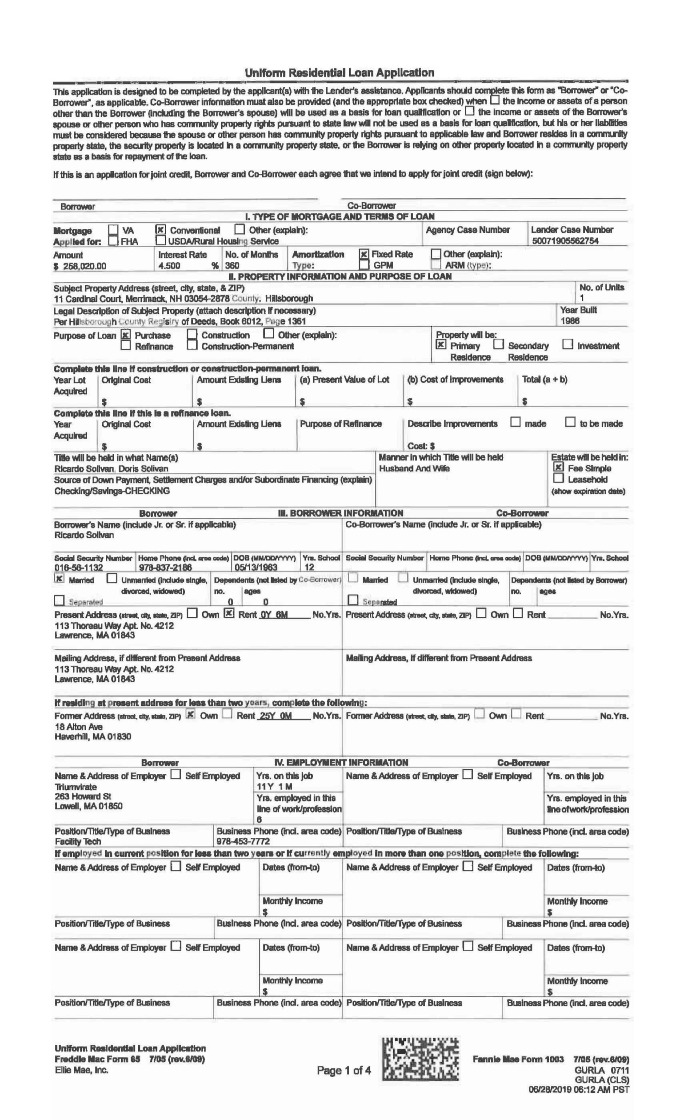 Uniform Residential Loan Application
This application is designed to be completed by the applicant(s) with the Lender's assistance. Applicants should complete this form as "Borrower" or "Co-
Borrower", as applicable. Co-Borrower information must also be provided (and the appropriate box checked) when ☐ the income or assets of a person
other than the Borrower (including the Borrower's spouse) will be used as a basis for loan qualification or ☐ the income or assets of the Borrower's
spouse or other person who has community property rights pursuant to state law will not be used as a basis for loan qualification, but his or her liabilities
must be considered because the spouse or other person has community property rights pursuant to applicable law and Borrower resides in a community
property state, the security property is located in a community property state, or the Borrower is relying on other property located in a community property
state as a basis for repayment of the loan.
If this is an application for joint credit, Borrower and Co-Borrower each agree that we intend to apply for joint credit (sign below):
Borrower Co-Borrower
I. TYPE OF MORTGAGE AND TERMS OF LOAN
Mortgage ☐ VA ☒ Conventional ☐ Other (explain): Agency Case Number Lender Case Number
Applied for: ☐ FHA ☐ USDA/Rural Housing Service 50071905562754
Amount Interest Rate No. of Months Amortization ☒ Fixed Rate ☐ Other (explain):
$ 256,020.00 4.500 % 360 Type: ☐ GPM ☐ ARM (type):
II. PROPERTY INFORMATION AND PURPOSE OF LOAN
Subject Property Address (street, city, state, & ZIP) No. of Units
11 Cardinal Court, Merrimack, NH 03054-2878 County: Hillsborough 1
Legal Description of Subject Property (attach description if necessary) Year Built
Per Hillsborough County Registry of Deeds, Book 6012, Page 1361 1986
Purpose of Loan ☒ Purchase ☐ Construction ☐ Other (explain): Property will be:
☐ Refinance ☐ Construction-Permanent ☒ Primary Residence ☐ Secondary Residence ☐ Investment
Complete this line if construction or construction-permanent loan.
Year Lot Original Cost Amount Existing Liens (a) Present Value of Lot (b) Cost of Improvements Total (a + b)
Acquired
$ $ $ $ $
Complete this line if this is a refinance loan.
Year Original Cost Amount Existing Liens Purpose of Refinance Describe Improvements ☐ made ☐ to be made
Acquired
$ $ Cost: $
Title will be held in what Name(s) Manner in which Title will be held Estate will be held in:
Ricardo Solivan, Doris Solivan Husband And Wife ☒ Fee Simple
Source of Down Payment, Settlement Charges and/or Subordinate Financing (explain) ☐ Leasehold
Checking/Savings-CHECKING (show expiration date)
Borrower III. BORROWER INFORMATION Co-Borrower
Borrower's Name (include Jr. or Sr. if applicable) Co-Borrower's Name (include Jr. or Sr. if applicable)
Ricardo Solivan
Social Security Number Home Phone (incl. area code) DOB (MM/DD/YYYY) Yrs. School Social Security Number Home Phone (incl. area code) DOB (MM/DD/YYYY) Yrs. School
016-56-1132 978-837-2186 05/13/1963 12
☒ Married ☐ Unmarried (include single, Dependents (not listed by Co-Borrower) ☐ Married ☐ Unmarried (include single, Dependents (not listed by Borrower)
divorced, widowed) no. ages divorced, widowed) no. ages
☐ Separated 0 0 ☐ Separated
Present Address (street, city, state, ZIP) ☐ Own ☒ Rent 0Y 6M No.Yrs. Present Address (street, city, state, ZIP) ☐ Own ☐ Rent No.Yrs.
113 Thoreau Way Apt. No. 4212
Lawrence, MA 01843
Mailing Address, if different from Present Address Mailing Address, if different from Present Address
113 Thoreau Way Apt. No. 4212
Lawrence, MA 01843
If residing at present address for less than two years, complete the following:
Former Address (street, city, state, ZIP) ☒ Own ☐ Rent 25Y 0M No.Yrs. Former Address (street, city, state, ZIP) ☐ Own ☐ Rent No.Yrs.
18 Alton Ave
Haverhill, MA 01830
Borrower IV. EMPLOYMENT INFORMATION Co-Borrower
Name & Address of Employer ☐ Self Employed Yrs. on this job Name & Address of Employer ☐ Self Employed Yrs. on this job
Triumvirate 11 Y 1 M
263 Howard St Yrs. employed in this Yrs. employed in this
Lowell, MA 01850 line of work/profession line of work/profession
6
Position/Title/Type of Business Business Phone (incl. area code) Position/Title/Type of Business Business Phone (incl. area code)
Facility Tech 978-453-7772
If employed in current position for less than two years or if currently employed in more than one position, complete the following:
Name & Address of Employer ☐ Self Employed Dates (from-to) Name & Address of Employer ☐ Self Employed Dates (from-to)
Monthly Income Monthly Income
$ $
Position/Title/Type of Business Business Phone (incl. area code) Position/Title/Type of Business Business Phone (incl. area code)
Name & Address of Employer ☐ Self Employed Dates (from-to) Name & Address of Employer ☐ Self Employed Dates (from-to)
Monthly Income Monthly Income
$ $
Position/Title/Type of Business Business Phone (incl. area code) Position/Title/Type of Business Business Phone (incl. area code)
Uniform Residential Loan Application
Freddie Mac Form 65 7/05 (rev.6/09) Fannie Mae Form 1003 7/05 (rev.6/09)
Ellie Mae, Inc. Page 1 of 4 GURLA 0711
GURLA (CLS)
06/28/2019 06:12 AM PST